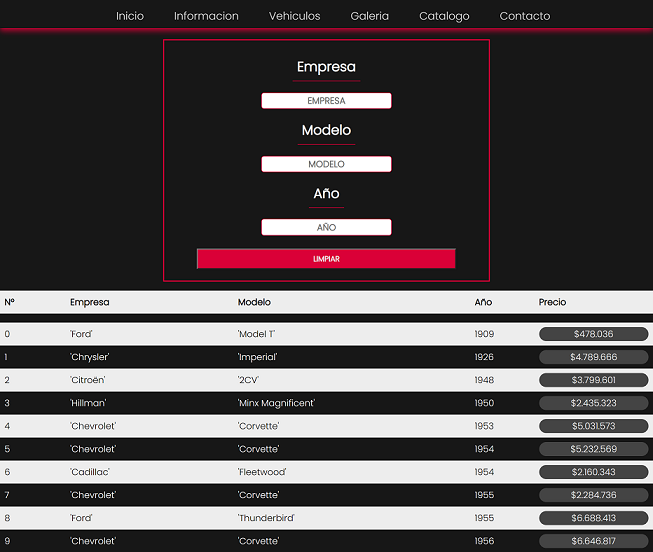 Inicio Informacion Vehiculos Galeria Catalogo Contacto
Empresa
EMPRESA
Modelo
MODELO
Año
AÑO
LIMPIAR
Nº Empresa Modelo Año Precio
0 'Ford' 'Model T' 1909 $478.036
1 'Chrysler' 'Imperial' 1926 $4.789.666
2 'Citroën' '2CV' 1948 $3.799.601
3 'Hillman' 'Minx Magnificent' 1950 $2.435.323
4 'Chevrolet' 'Corvette' 1953 $5.031.573
5 'Chevrolet' 'Corvette' 1954 $5.232.569
6 'Cadillac' 'Fleetwood' 1954 $2.160.343
7 'Chevrolet' 'Corvette' 1955 $2.284.736
8 'Ford' 'Thunderbird' 1955 $6.688.413
9 'Chevrolet' 'Corvette' 1956 $6.646.817